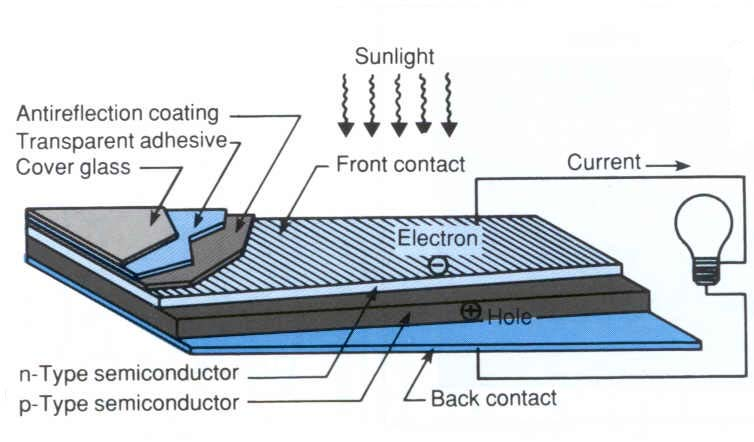 Sunlight
Antireflection coating
Transparent adhesive
Cover glass
Front contact
Current
Electron
Hole
n-Type semiconductor
p-Type semiconductor
Back contact